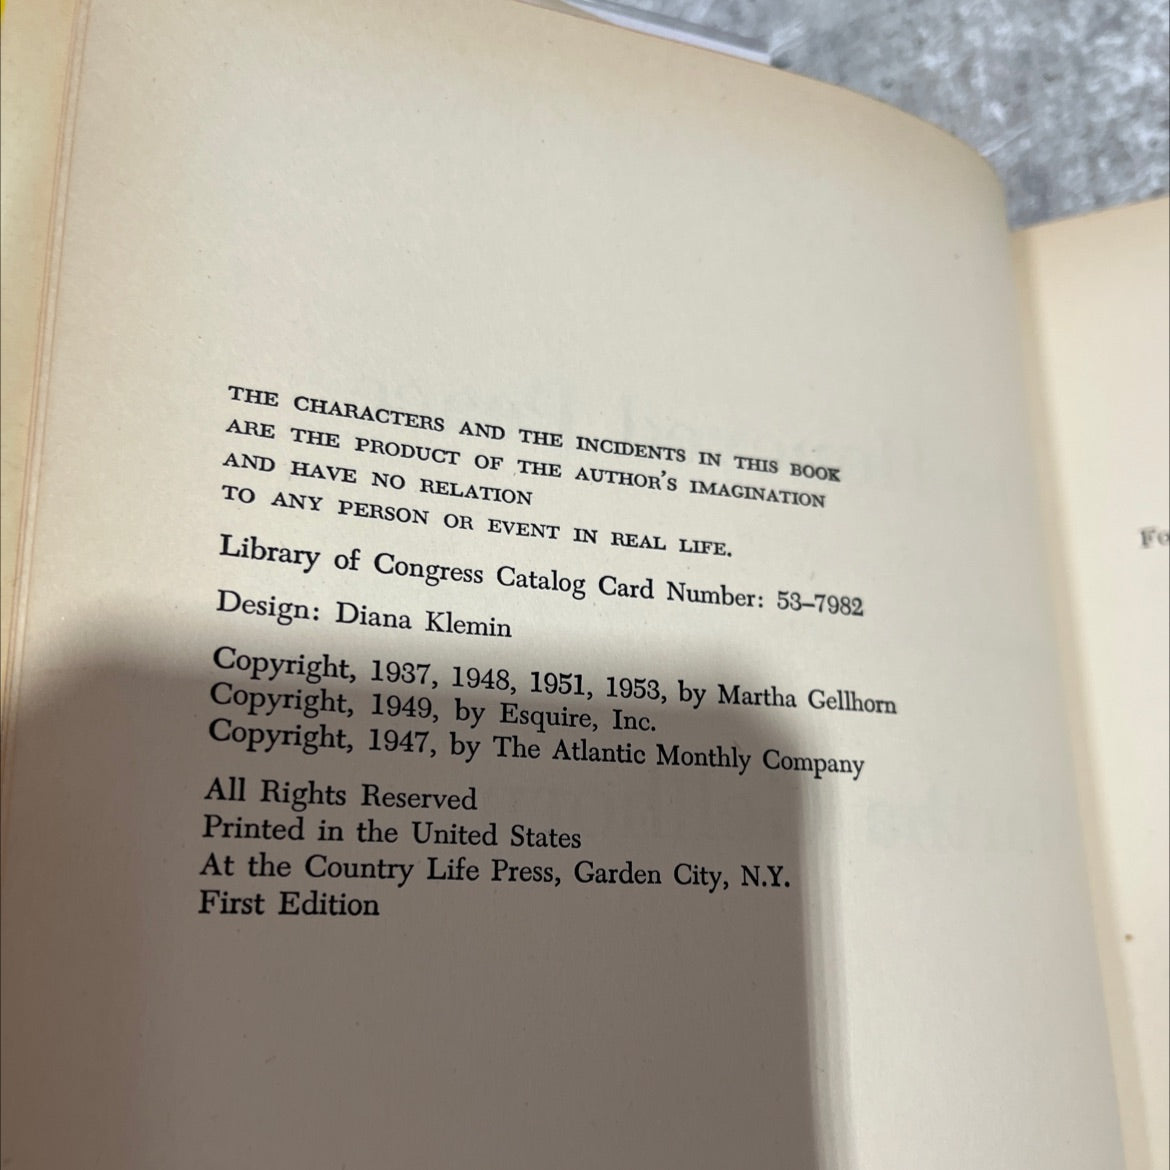 THE CHARACTERS AND THE INCIDENTS IN THIS BOOK
ARE THE PRODUCT OF THE AUTHOR'S IMAGINATION
AND HAVE NO RELATION
TO ANY PERSON OR EVENT IN REAL LIFE.
Library of Congress Catalog Card Number: 53–7982
Design: Diana Klemin
Copyright, 1937, 1948, 1951, 1953, by Martha Gellhorn
Copyright, 1949, by Esquire, Inc.
Copyright, 1947, by The Atlantic Monthly Company
All Rights Reserved
Printed in the United States
At the Country Life Press, Garden City, N.Y.
First Edition
Fo